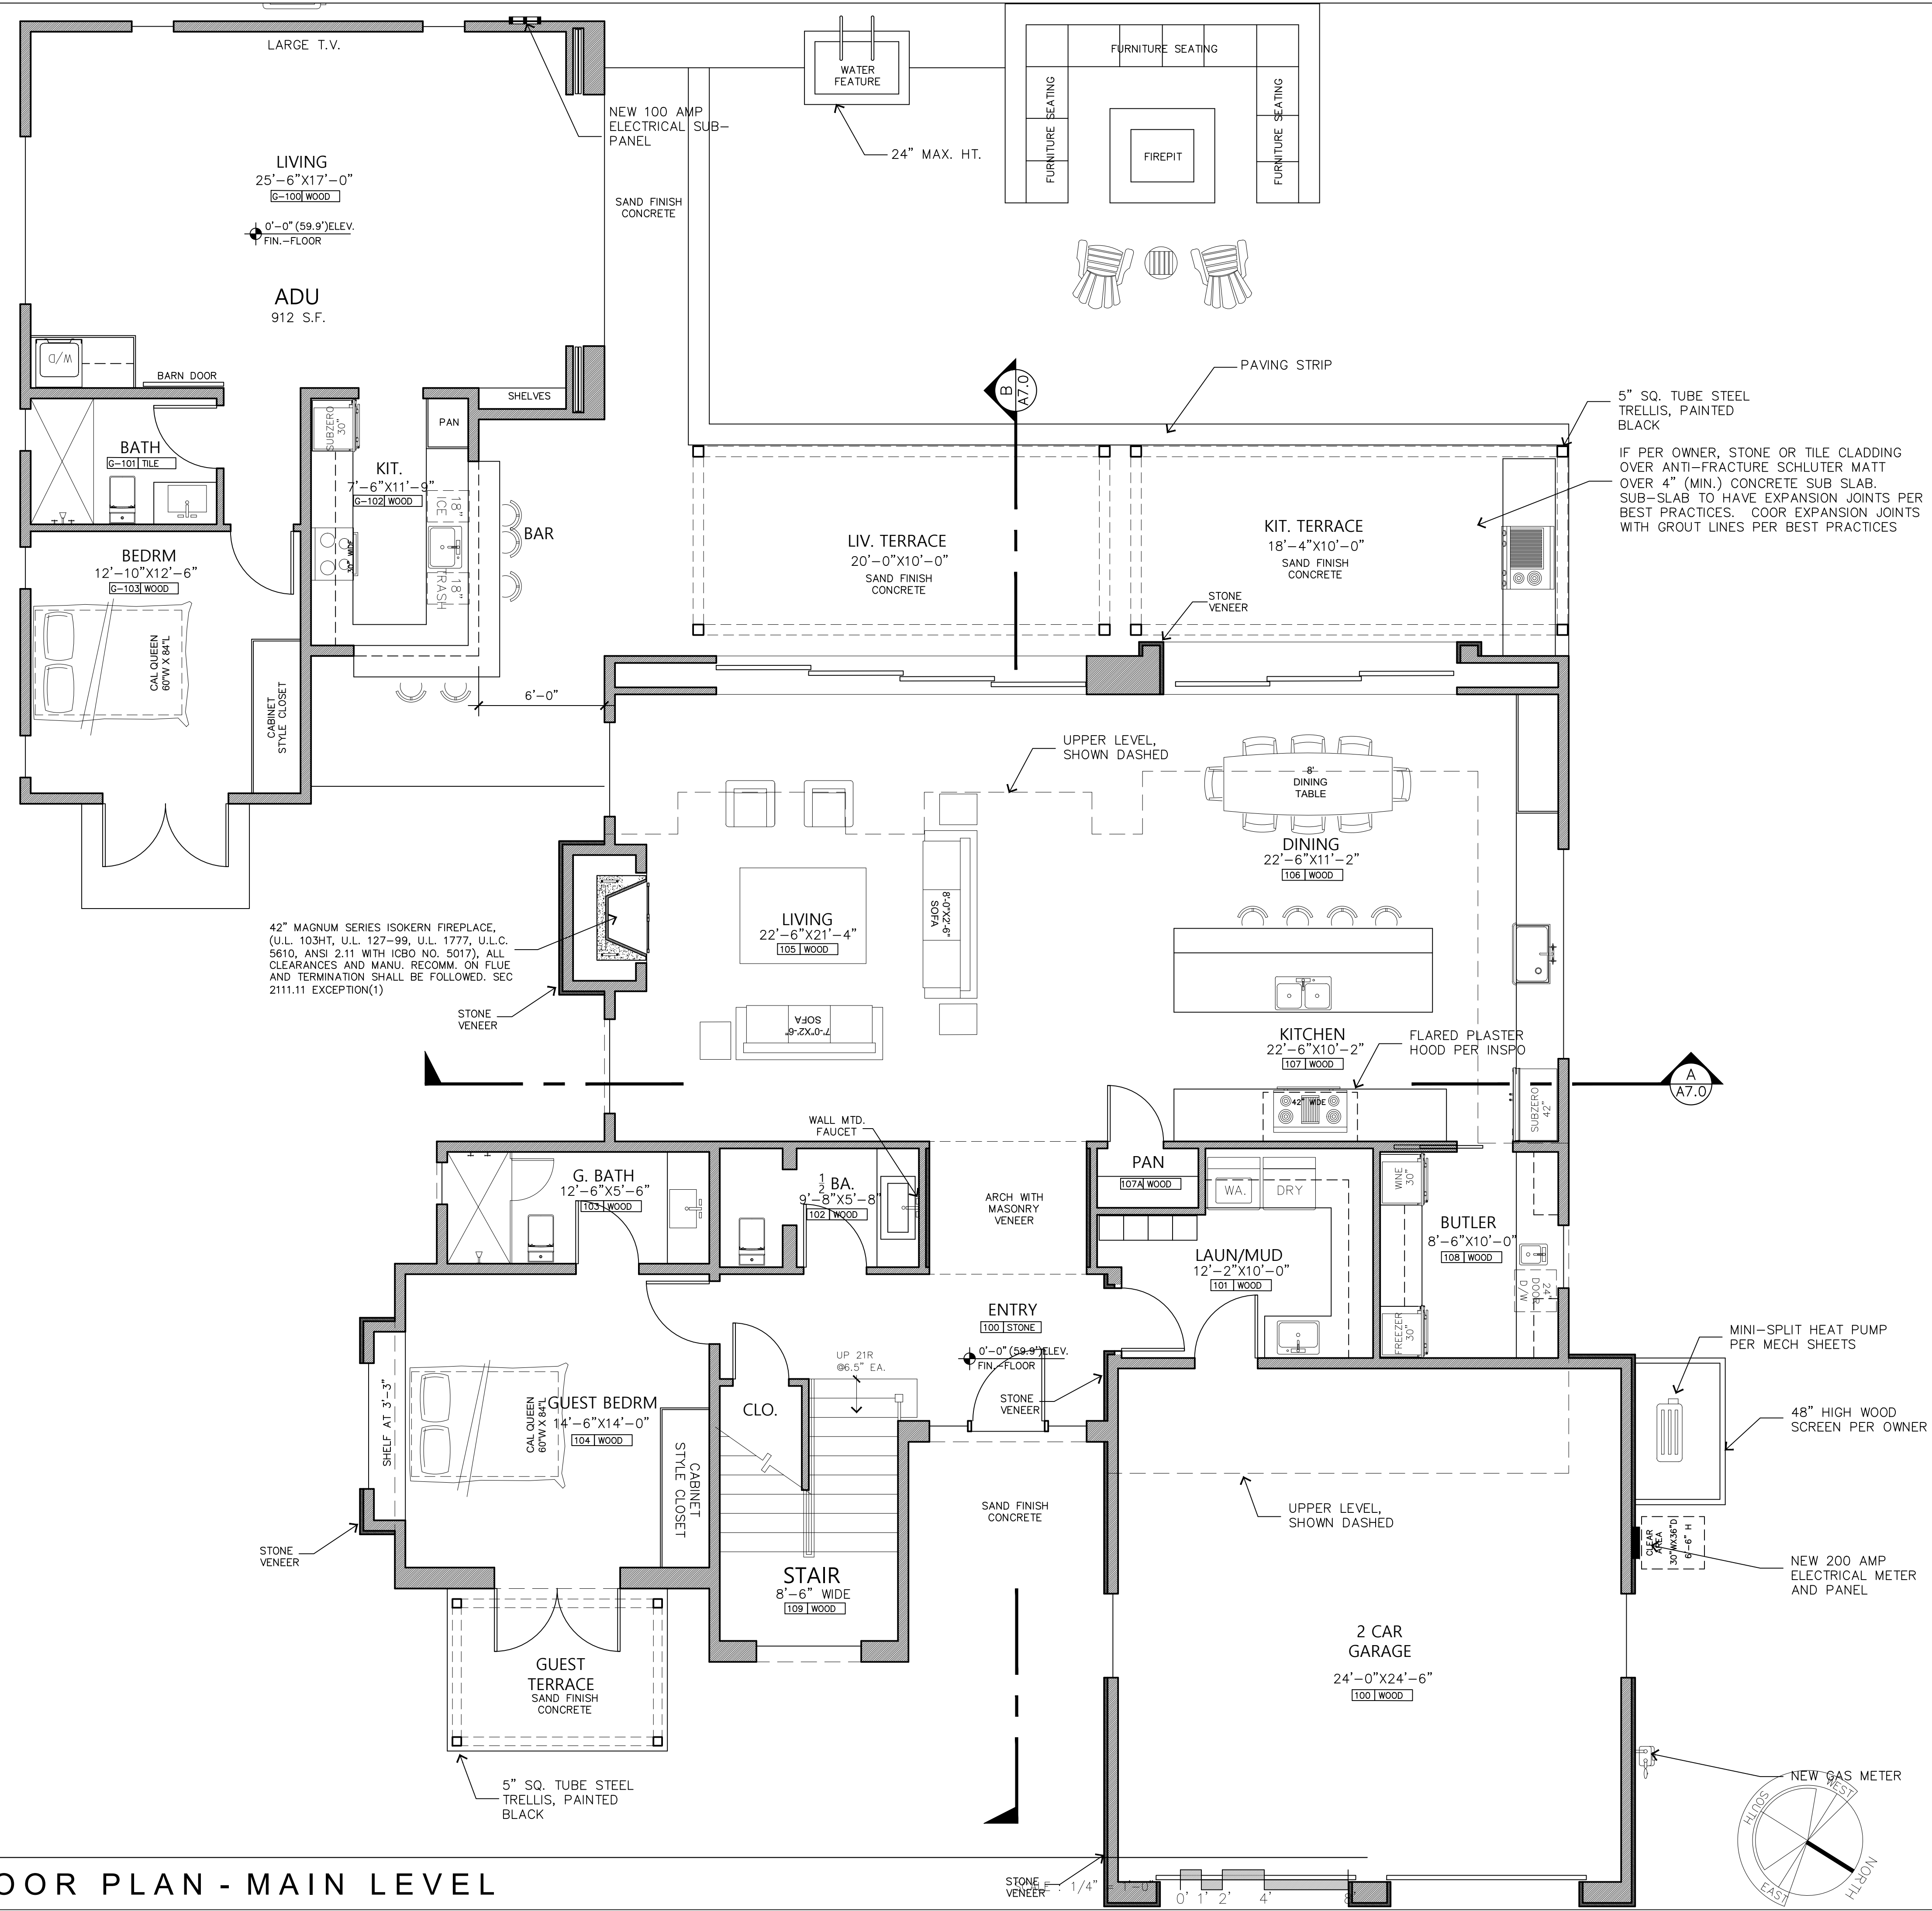 LARGE T.V.
NEW 100 AMP
ELECTRICAL SUB-
PANEL
LIVING
25'-6"X17'-0"
G-100 WOOD
0'-0" (59.9')ELEV.
FIN.-FLOOR
ADU
912 S.F.
W/D
BARN DOOR
SHELVES
SAND FINISH
CONCRETE
WATER
FEATURE
24" MAX. HT.
FURNITURE SEATING
FURNITURE SEATING
FURNITURE SEATING
FIREPIT
PAVING STRIP
B
A7.0
5" SQ. TUBE STEEL
TRELLIS, PAINTED
BLACK
IF PER OWNER, STONE OR TILE CLADDING
OVER ANTI-FRACTURE SCHLUTER MATT
OVER 4" (MIN.) CONCRETE SUB SLAB.
SUB-SLAB TO HAVE EXPANSION JOINTS PER
BEST PRACTICES. COOR EXPANSION JOINTS
WITH GROUT LINES PER BEST PRACTICES
BATH
G-101 TILE
SUBZERO
30"
PAN
KIT.
7'-6"X11'-9"
G-102 WOOD
18"
ICE
18"
TRASH
30" WIDE
BAR
BEDRM
12'-10"X12'-6"
G-103 WOOD
CAL QUEEN
60"W X 84"L
CABINET
STYLE CLOSET
6'-0"
LIV. TERRACE
20'-0"X10'-0"
SAND FINISH
CONCRETE
KIT. TERRACE
18'-4"X10'-0"
SAND FINISH
CONCRETE
STONE
VENEER
UPPER LEVEL,
SHOWN DASHED
8'
DINING
TABLE
DINING
22'-6"X11'-2"
106 WOOD
42" MAGNUM SERIES ISOKERN FIREPLACE,
(U.L. 103HT, U.L. 127-99, U.L. 1777, U.L.C.
5610, ANSI 2.11 WITH ICBO NO. 5017), ALL
CLEARANCES AND MANU. RECOMM. ON FLUE
AND TERMINATION SHALL BE FOLLOWED. SEC
2111.11 EXCEPTION(1)
STONE
VENEER
LIVING
22'-6"X21'-4"
105 WOOD
8'-0"X2'-6"
SOFA
7'-0"X2'-6"
SOFA
KITCHEN
22'-6"X10'-2"
107 WOOD
FLARED PLASTER
HOOD PER INSPO
42" WIDE
SUBZERO
42"
A
A7.0
WALL MTD.
FAUCET
G. BATH
12'-6"X5'-6"
103 WOOD
1/2 BA.
9'-8"X5'-8"
102 WOOD
ARCH WITH
MASONRY
VENEER
PAN
107A WOOD
WA.
DRY
WINE
30"
BUTLER
8'-6"X10'-0"
108 WOOD
24"
DOOR
D/W
FREEZER
30"
LAUN/MUD
12'-2"X10'-0"
101 WOOD
ENTRY
100 STONE
0'-0" (59.9')ELEV.
FIN.-FLOOR
STONE
VENEER
UP 21R
@6.5" EA.
CLO.
SHELF AT 3'-3"
CAL QUEEN
60"W X 84"L
GUEST BEDRM
14'-6"X14'-0"
104 WOOD
CABINET
STYLE CLOSET
STONE
VENEER
STAIR
8'-6" WIDE
109 WOOD
SAND FINISH
CONCRETE
UPPER LEVEL,
SHOWN DASHED
MINI-SPLIT HEAT PUMP
PER MECH SHEETS
48" HIGH WOOD
SCREEN PER OWNER
CLEAR
AREA
30"WX36"D
6'-6" H
NEW 200 AMP
ELECTRICAL METER
AND PANEL
2 CAR
GARAGE
24'-0"X24'-6"
100 WOOD
GUEST
TERRACE
SAND FINISH
CONCRETE
5" SQ. TUBE STEEL
TRELLIS, PAINTED
BLACK
NEW GAS METER
WEST
SOUTH
NORTH
EAST
STONE
VENEER
SCALE : 1/4" = 1'-0"
0' 1' 2' 4' 8'
OOR PLAN - MAIN LEVEL